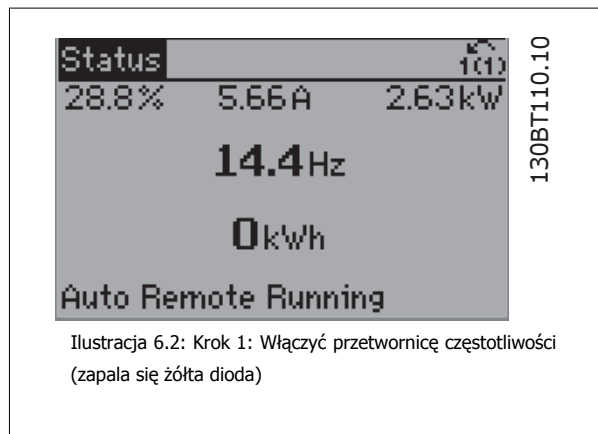 Status 1(1)
28.8% 5.66A 2.63kW
14.4Hz
0kWh
Auto Remote Running
130BT110.10
Ilustracja 6.2: Krok 1: Włączyć przetwornicę częstotliwości
(zapala się żółta dioda)